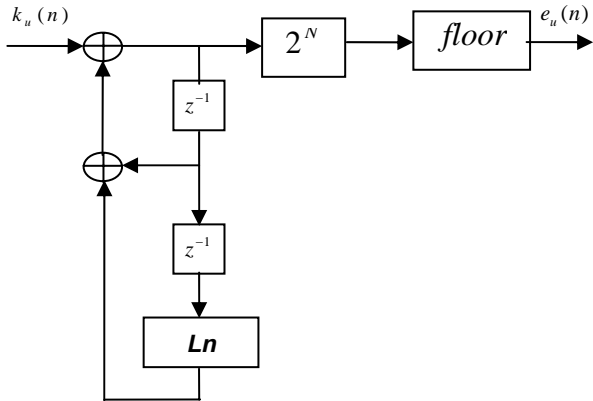 k_u(n)
e_u(n)
2^N
floor
z^{-1}
z^{-1}
Ln